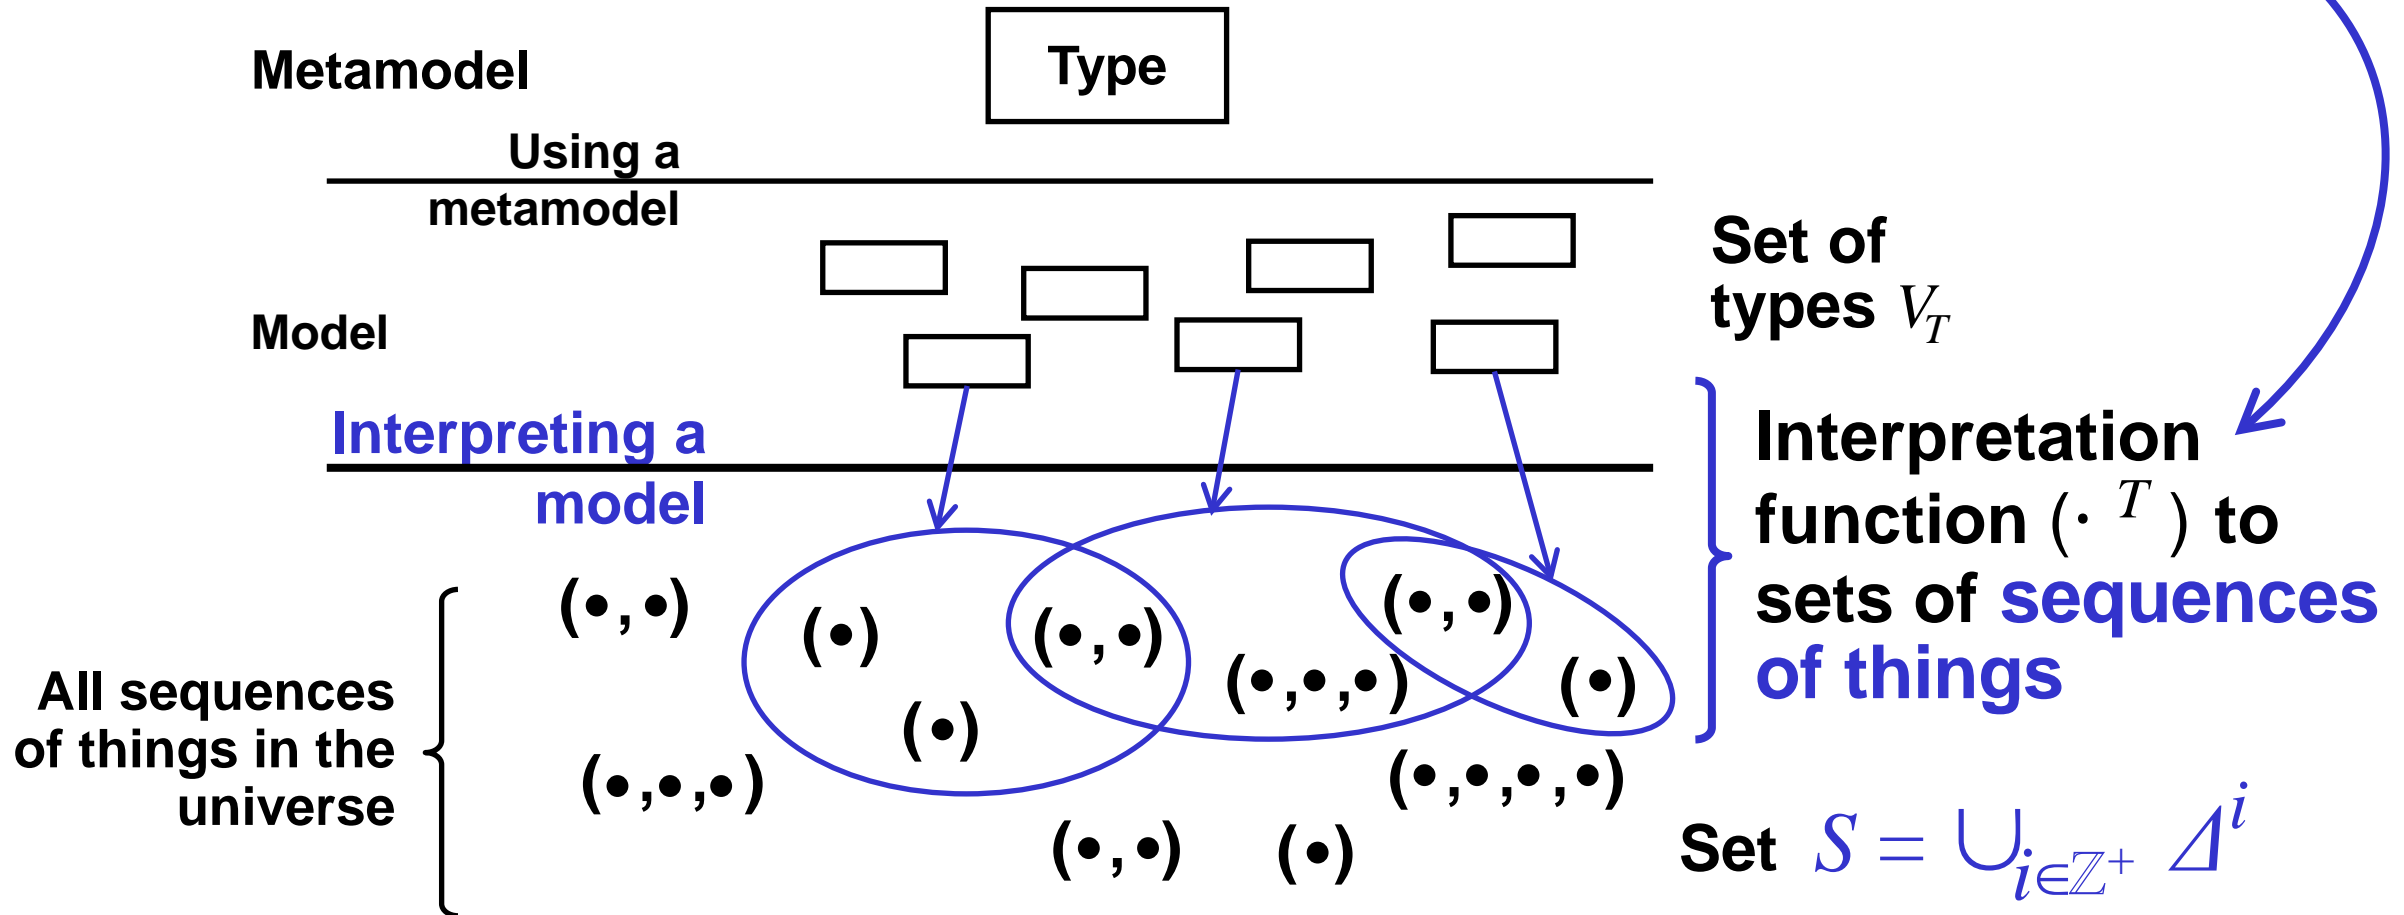 Metamodel
Type
Using a
metamodel
Set of
types V_T
Model
Interpreting a
model
Interpretation
function (· ^T ) to
sets of sequences
of things
(•,•)
(•)
(•,•)
(•,•)
(•,•,•)
(•)
(•)
All sequences
of things in the
universe
(•,•,•)
(•,•,•,•)
(•,•)
(•)
Set S = ∪_{i∈ℤ^+} Δ^i